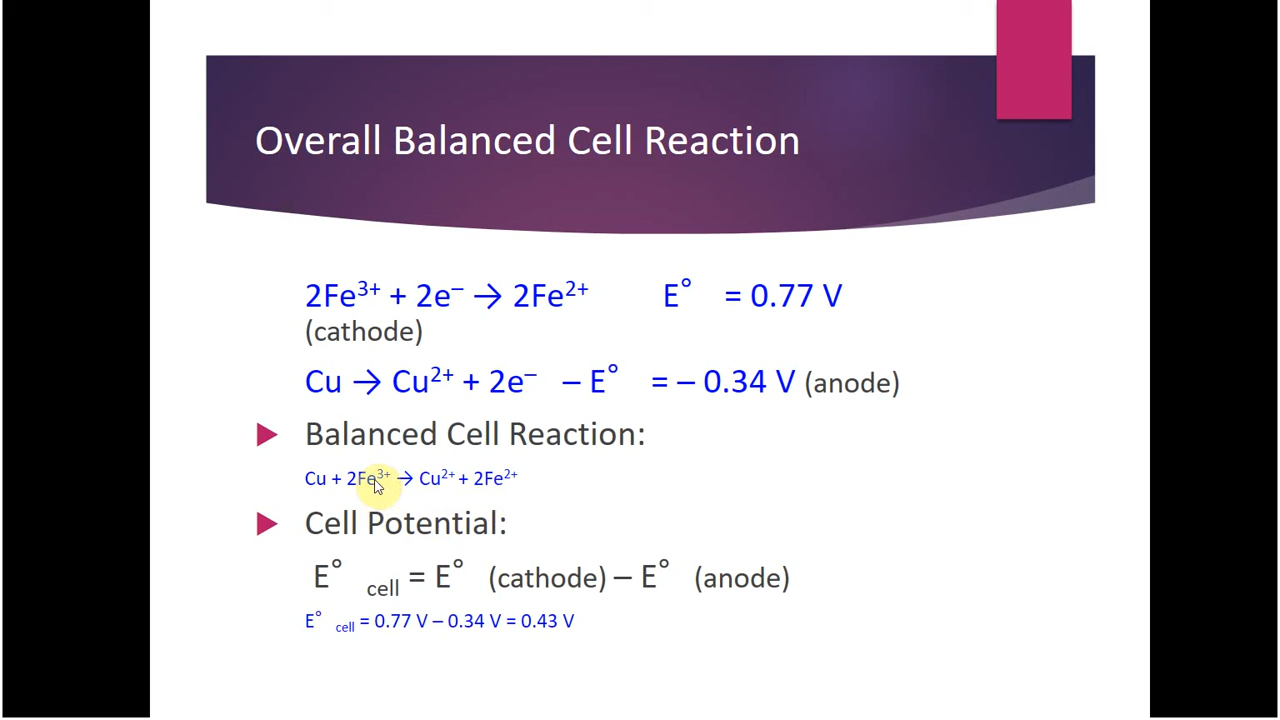 Overall Balanced Cell Reaction
2Fe³⁺ + 2e⁻ → 2Fe²⁺ E° = 0.77 V
(cathode)
Cu → Cu²⁺ + 2e⁻ – E° = – 0.34 V (anode)
Balanced Cell Reaction:
Cu + 2Fe³⁺ → Cu²⁺ + 2Fe²⁺
Cell Potential:
E° cell = E° (cathode) – E° (anode)
E° cell = 0.77 V – 0.34 V = 0.43 V